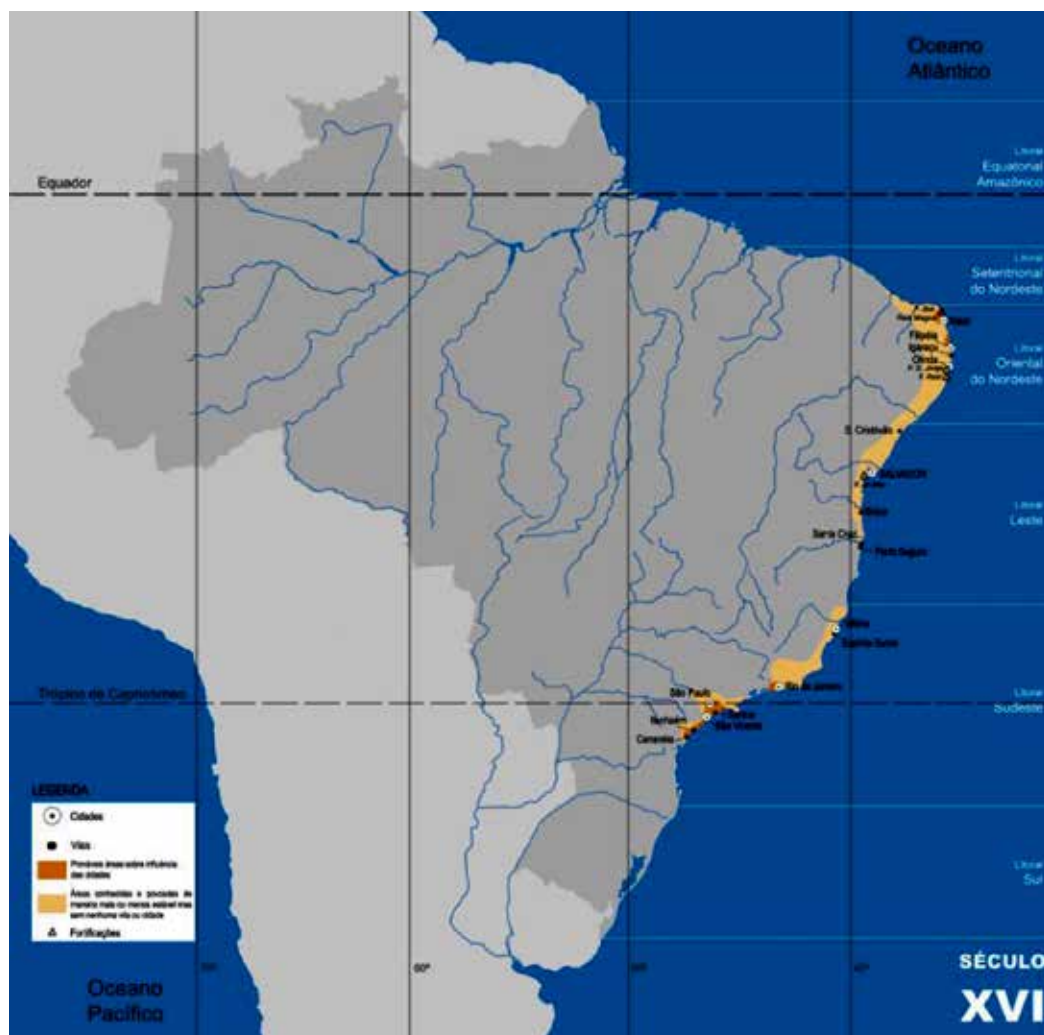 Oceano
Atlântico
Litoral
Equatorial
Amazônico
Equador
Litoral
Setentrional
do Nordeste
Natal
Filipéia
Igaraçu
Olinda
Litoral
Oriental
do Nordeste
S. Cristóvão
SALVADOR
Litoral
Leste
Ilhéus
Santa Cruz
Porto Seguro
Vitória
Espírito Santo
Rio de Janeiro
São Paulo
Trópico de Capricórnio
Litoral
Sudeste
São Vicente
Itanhaém
Cananéia
LEGENDA
Cidades
Vilas
Prováveis áreas sobre influência
das cidades
Áreas conhecidas e povoadas de
maneira mais ou menos estável mas
sem nenhuma vila ou cidade
Fortificações
Litoral
Sul
60º
Oceano
Pacífico
SÉCULO
XVI